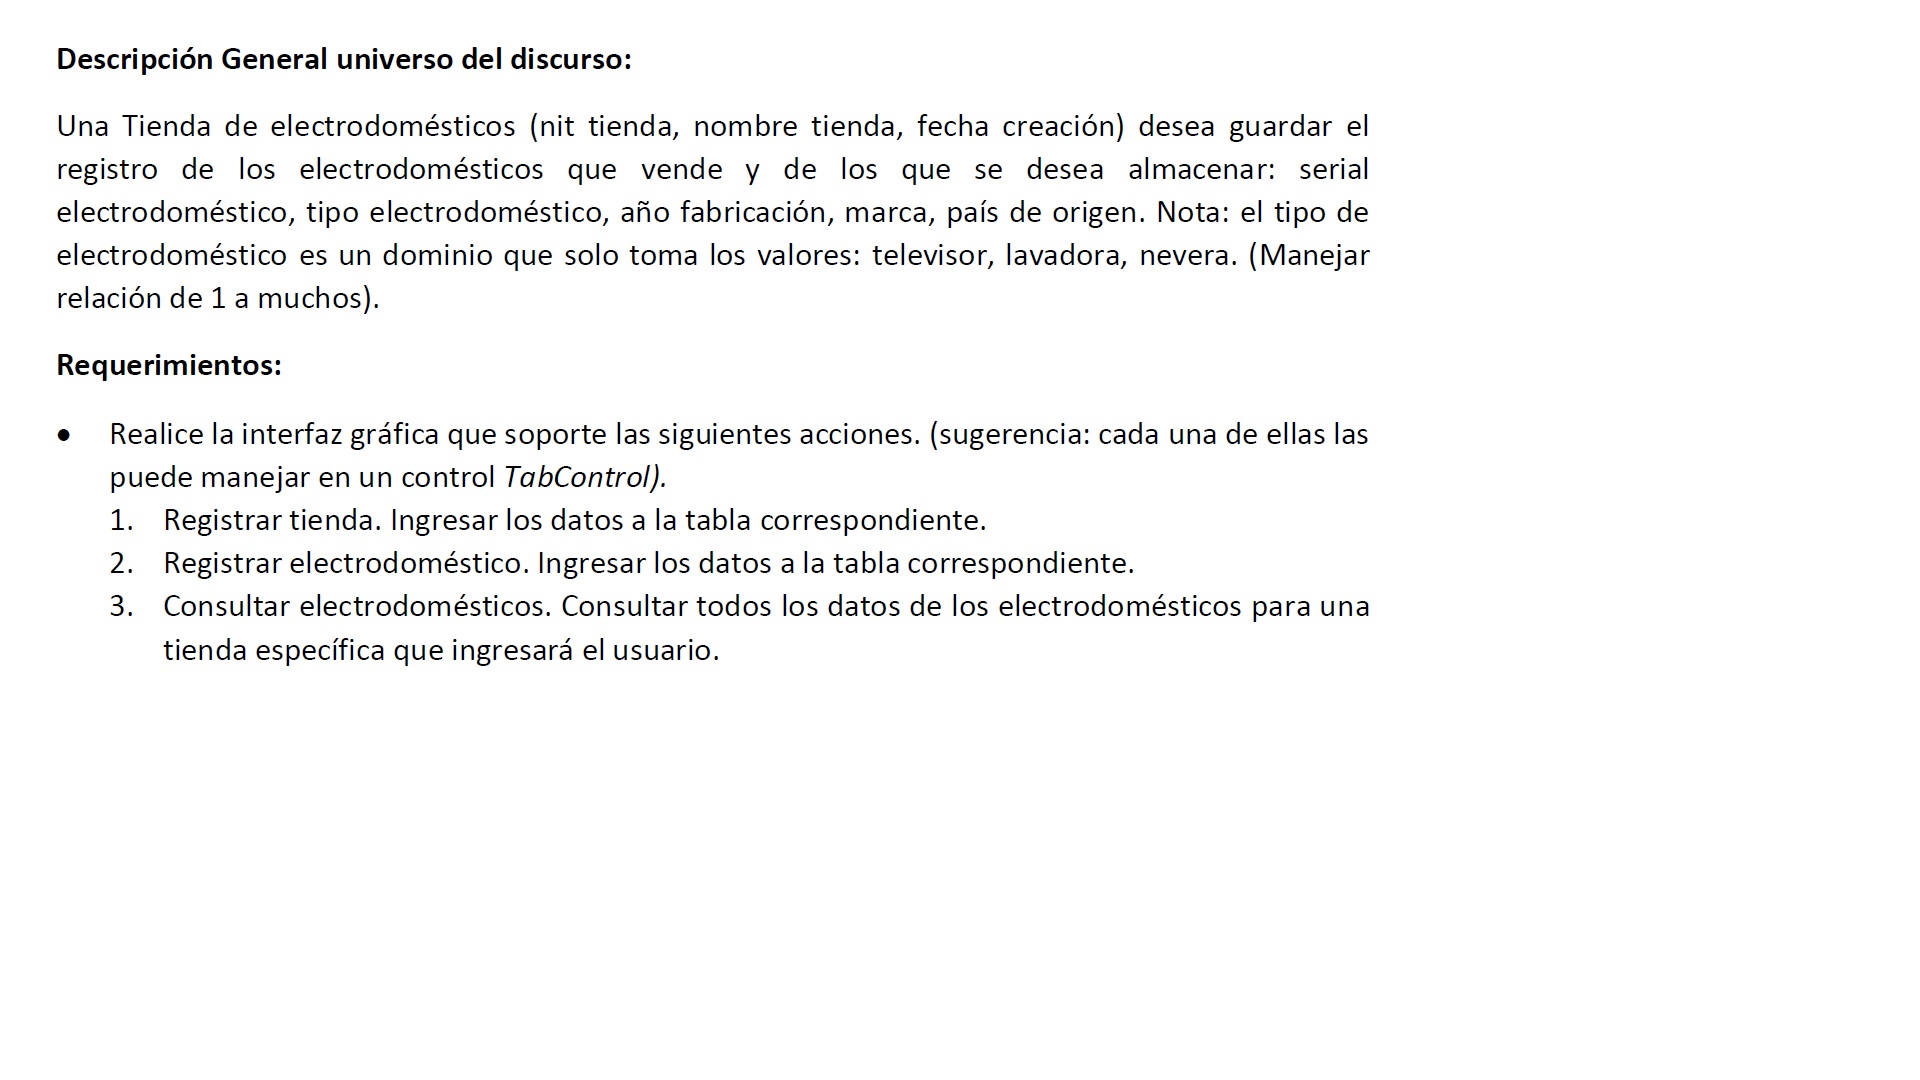 Descripción General universo del discurso:
Una Tienda de electrodomésticos (nit tienda, nombre tienda, fecha creación) desea guardar el
registro de los electrodomésticos que vende y de los que se desea almacenar: serial
electrodoméstico, tipo electrodoméstico, año fabricación, marca, país de origen. Nota: el tipo de
electrodoméstico es un dominio que solo toma los valores: televisor, lavadora, nevera. (Manejar
relación de 1 a muchos).
Requerimientos:
• Realice la interfaz gráfica que soporte las siguientes acciones. (sugerencia: cada una de ellas las
puede manejar en un control TabControl).
1. Registrar tienda. Ingresar los datos a la tabla correspondiente.
2. Registrar electrodoméstico. Ingresar los datos a la tabla correspondiente.
3. Consultar electrodomésticos. Consultar todos los datos de los electrodomésticos para una
tienda específica que ingresará el usuario.